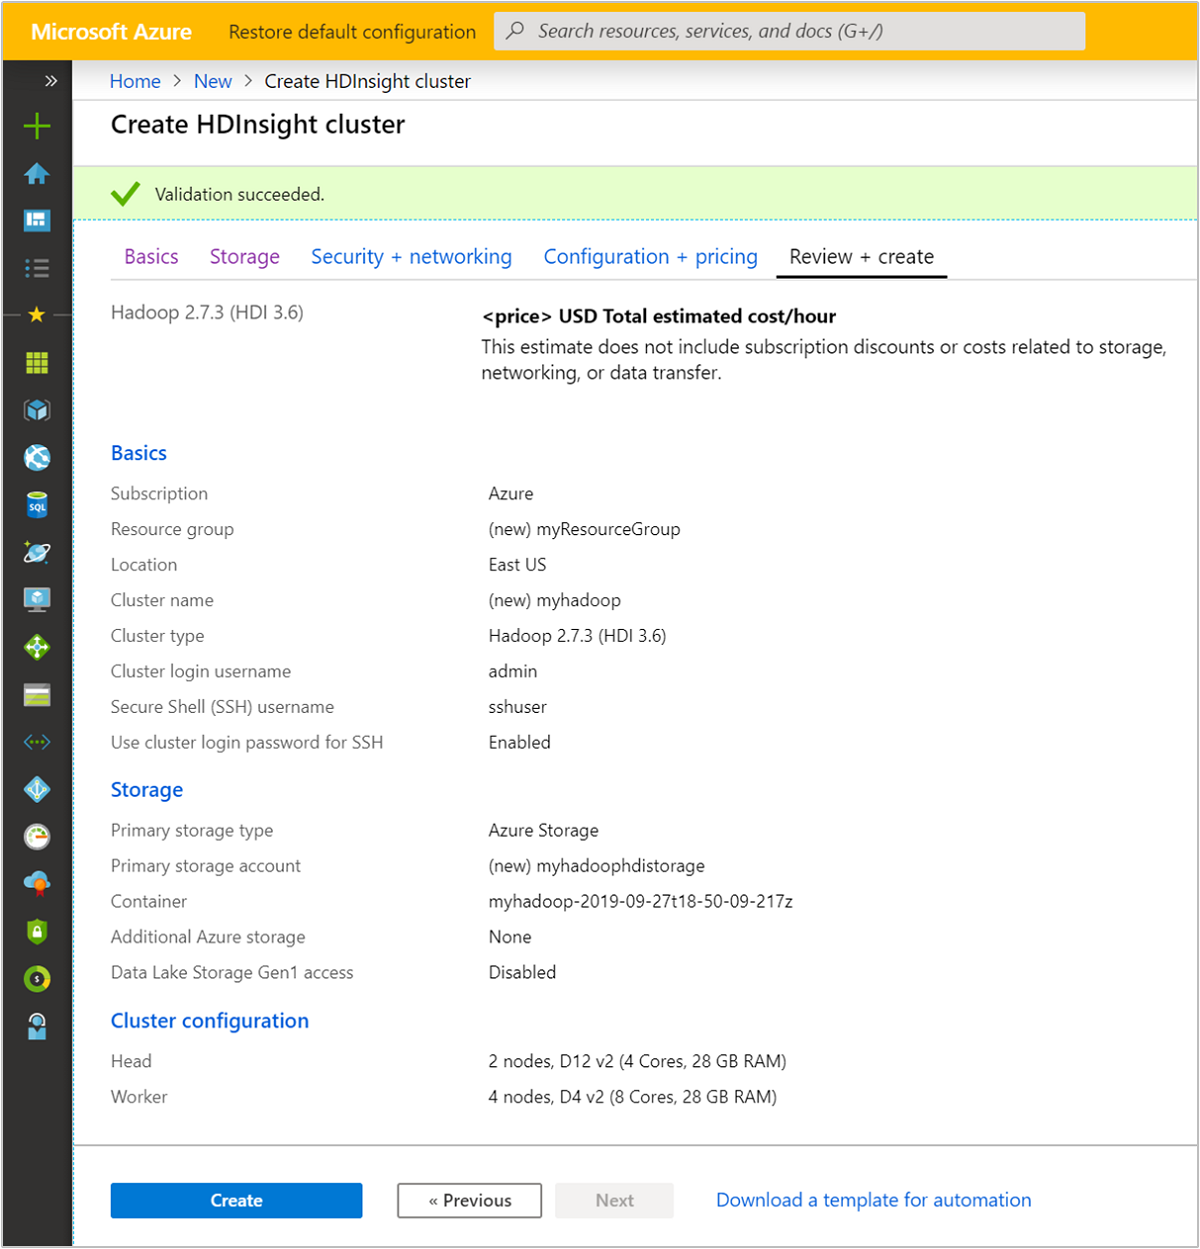 Microsoft Azure Restore default configuration Search resources, services, and docs (G+/)
Home > New > Create HDInsight cluster
Create HDInsight cluster
Validation succeeded.
Basics Storage Security + networking Configuration + pricing Review + create
Hadoop 2.7.3 (HDI 3.6)
<price> USD Total estimated cost/hour
This estimate does not include subscription discounts or costs related to storage,
networking, or data transfer.
Basics
Subscription Azure
Resource group (new) myResourceGroup
Location East US
Cluster name (new) myhadoop
Cluster type Hadoop 2.7.3 (HDI 3.6)
Cluster login username admin
Secure Shell (SSH) username sshuser
Use cluster login password for SSH Enabled
Storage
Primary storage type Azure Storage
Primary storage account (new) myhadoophdistorage
Container myhadoop-2019-09-27t18-50-09-217z
Additional Azure storage None
Data Lake Storage Gen1 access Disabled
Cluster configuration
Head 2 nodes, D12 v2 (4 Cores, 28 GB RAM)
Worker 4 nodes, D4 v2 (8 Cores, 28 GB RAM)
Create « Previous Next Download a template for automation
SQL